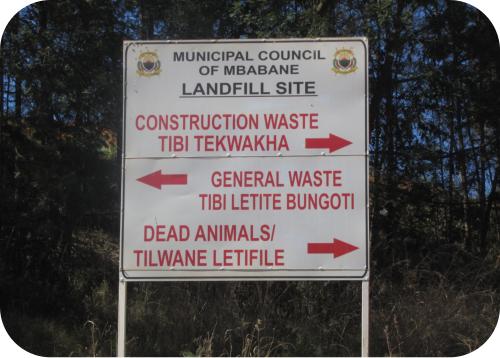 MUNICIPAL COUNCIL
OF MBABANE
LANDFILL SITE
CONSTRUCTION WASTE
TIBI TEKWAKHA
GENERAL WASTE
TIBI LETITE BUNGOTI
DEAD ANIMALS/
TILWANE LETIFILE